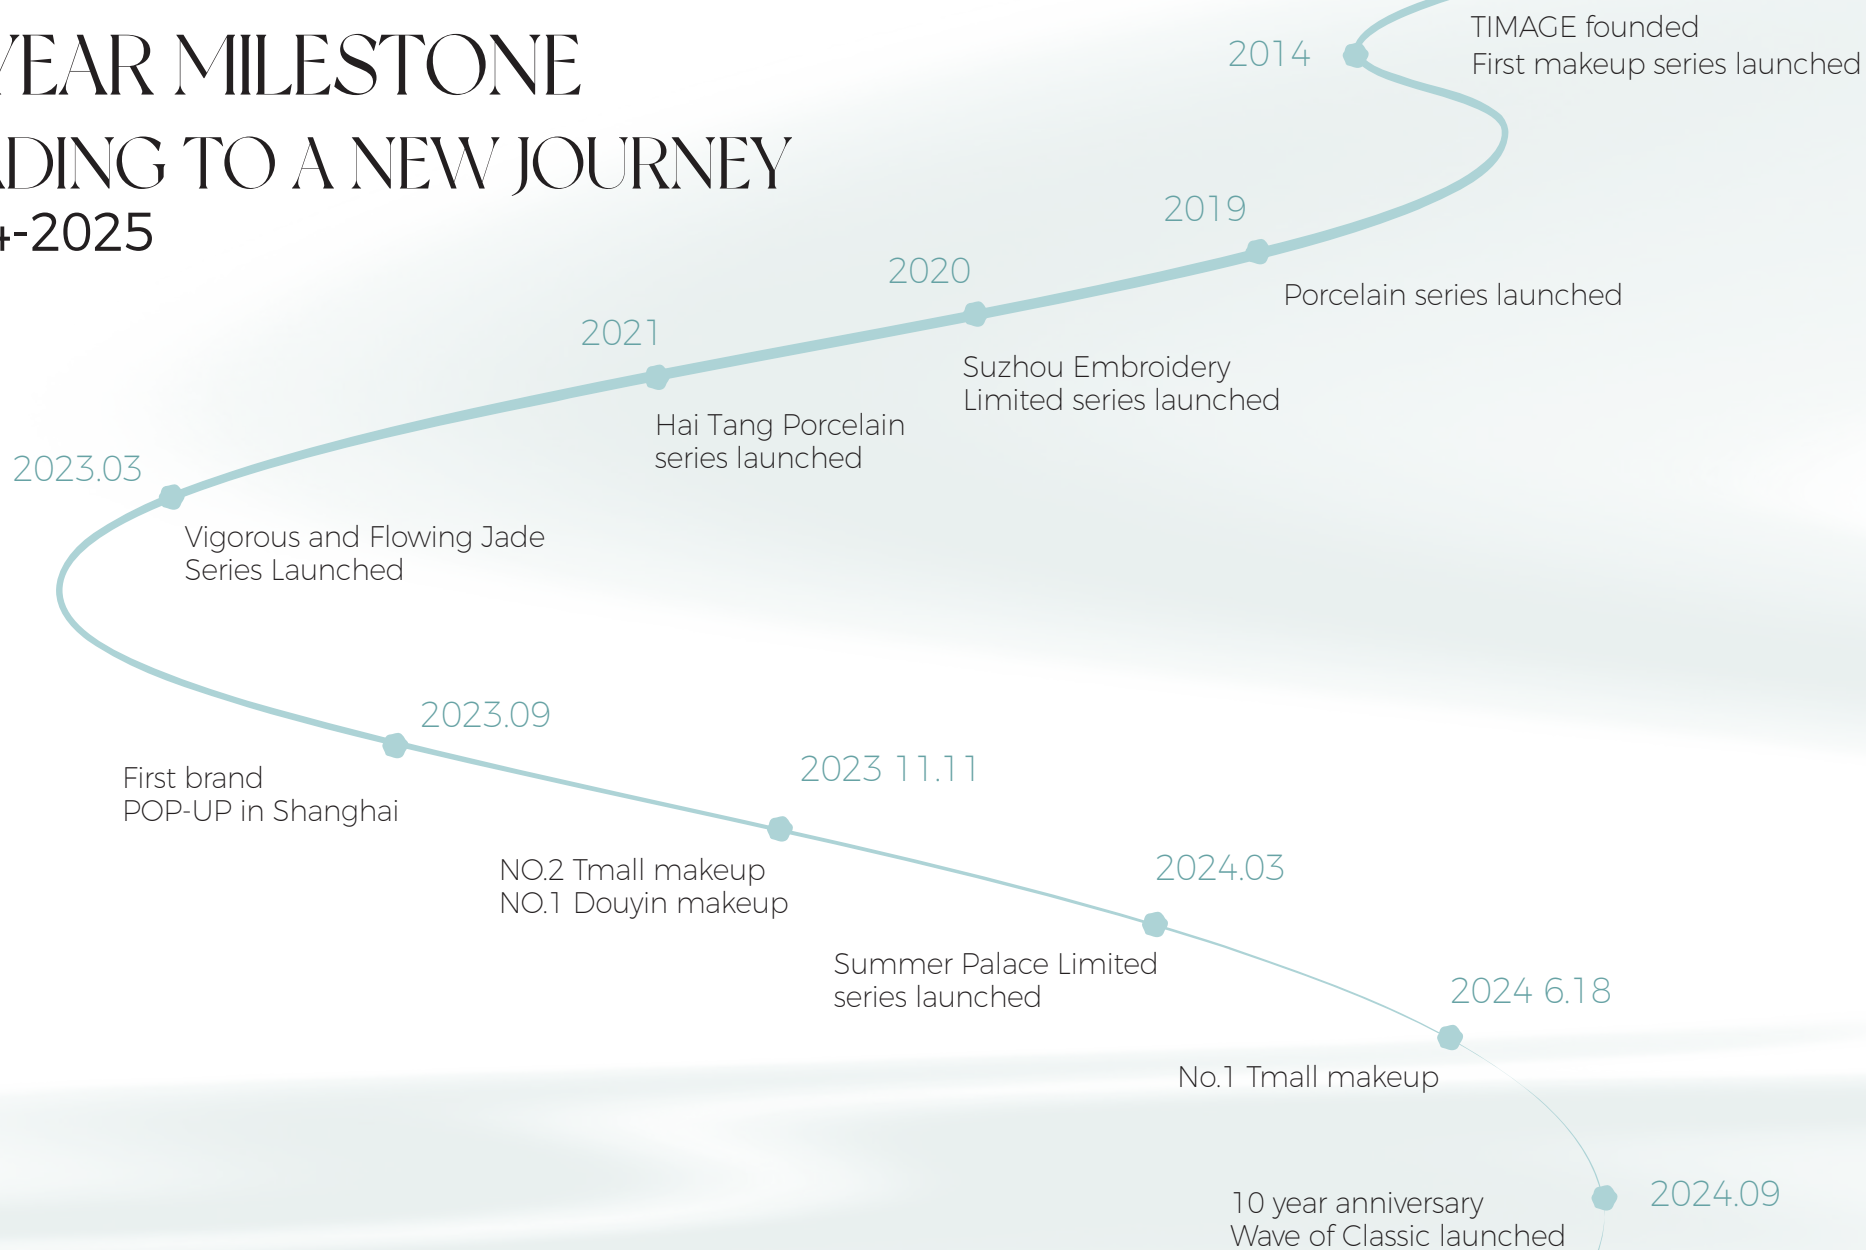 YEAR MILESTONE
ADING TO A NEW JOURNEY
4-2025
2014
TIMAGE founded
First makeup series launched
2019
Porcelain series launched
2020
Suzhou Embroidery
Limited series launched
2021
Hai Tang Porcelain
series launched
2023.03
Vigorous and Flowing Jade
Series Launched
2023.09
First brand
POP-UP in Shanghai
2023 11.11
NO.2 Tmall makeup
NO.1 Douyin makeup
2024.03
Summer Palace Limited
series launched
2024 6.18
No.1 Tmall makeup
2024.09
10 year anniversary
Wave of Classic launched